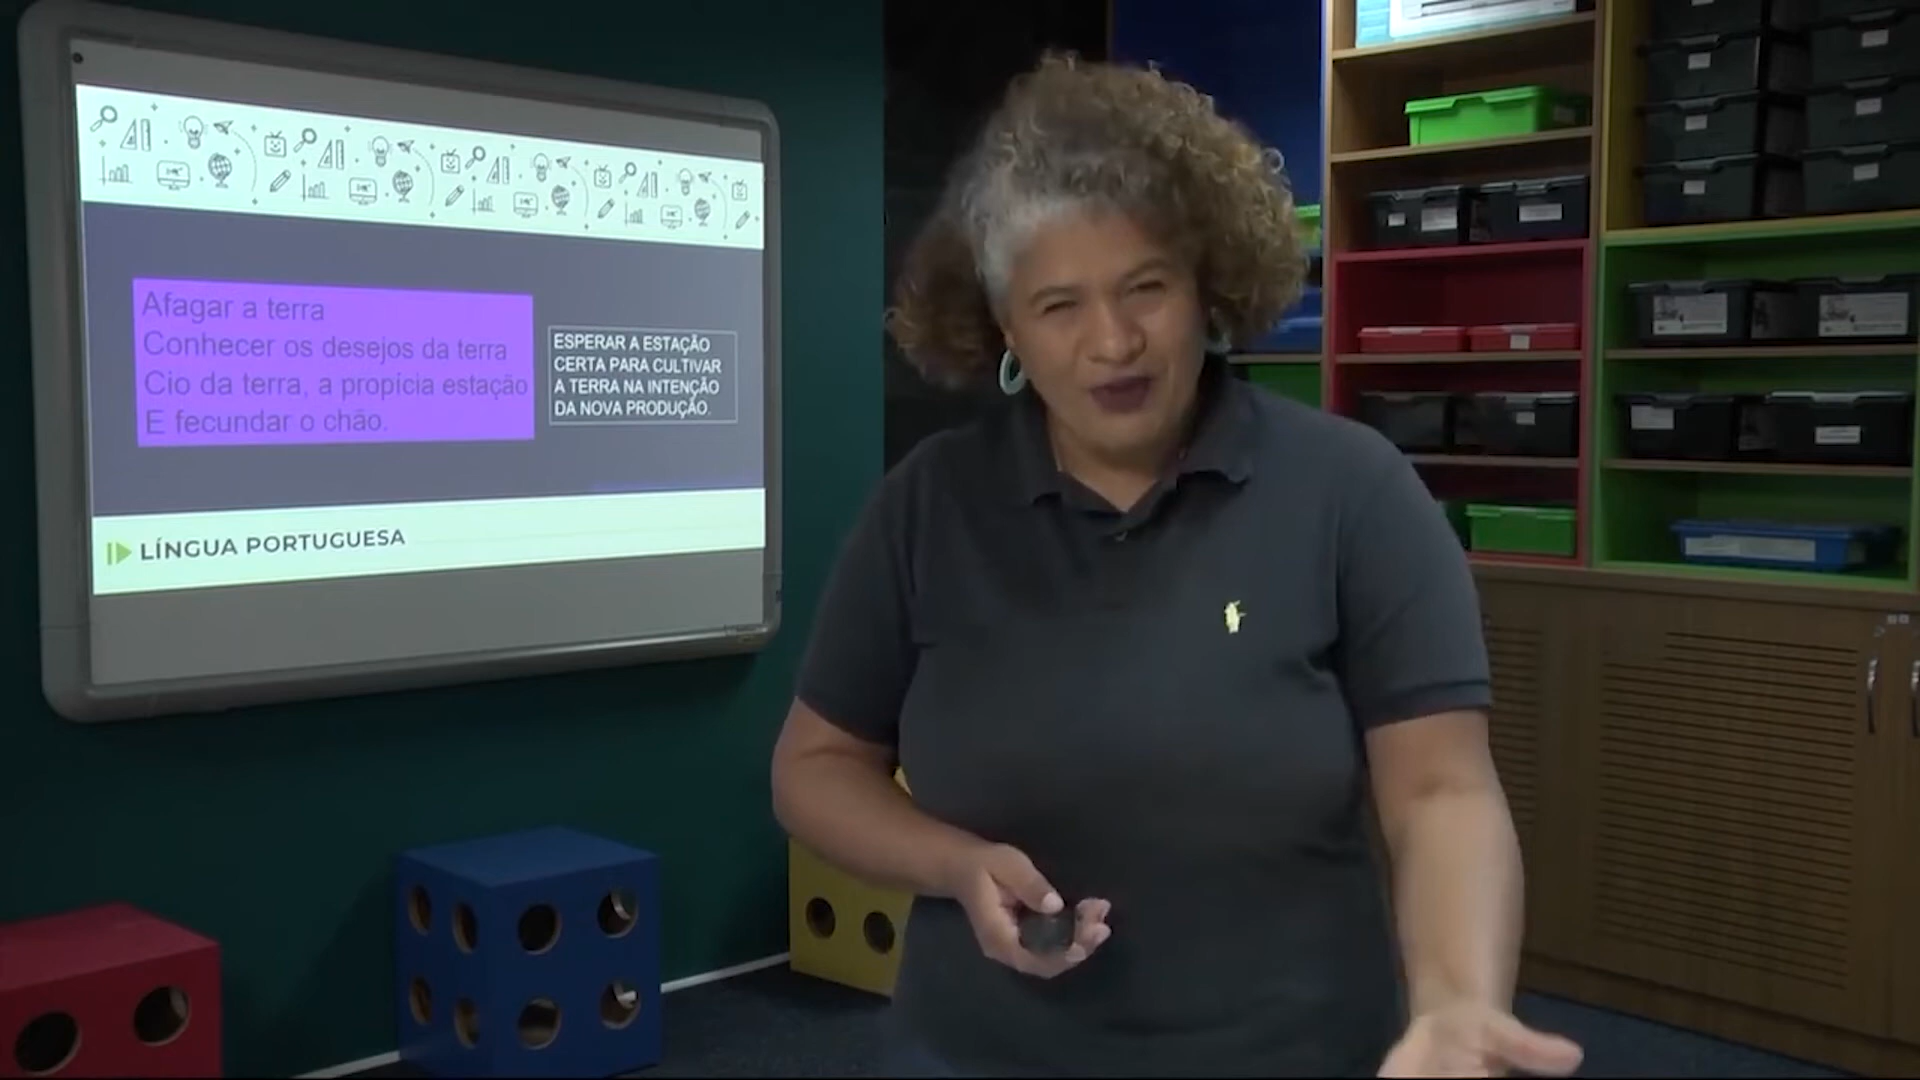 Afagar a terra
Conhecer os desejos da terra
Cio da terra, a propícia estação
E fecundar o chão.
ESPERAR A ESTAÇÃO
CERTA PARA CULTIVAR
A TERRA NA INTENÇÃO
DA NOVA PRODUÇÃO.
LÍNGUA PORTUGUESA